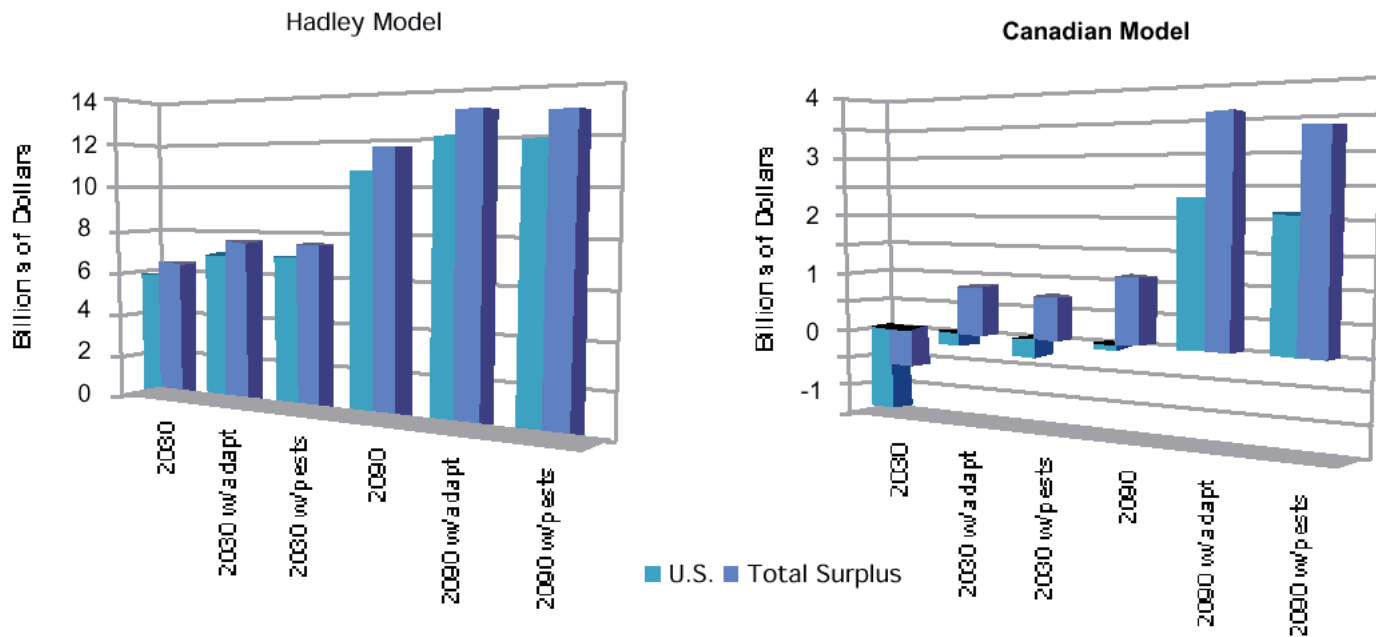 Hadley Model
Billions of Dollars
14
12
10
8
6
4
2
0
2030
2030 w/adapt
2030 w/pests
2090
2090 w/adapt
2090 w/pests
Canadian Model
Billions of Dollars
4
3
2
1
0
-1
2030
2030 w/adapt
2030 w/pests
2090
2090 w/adapt
2090 w/pests
U.S. Total Surplus